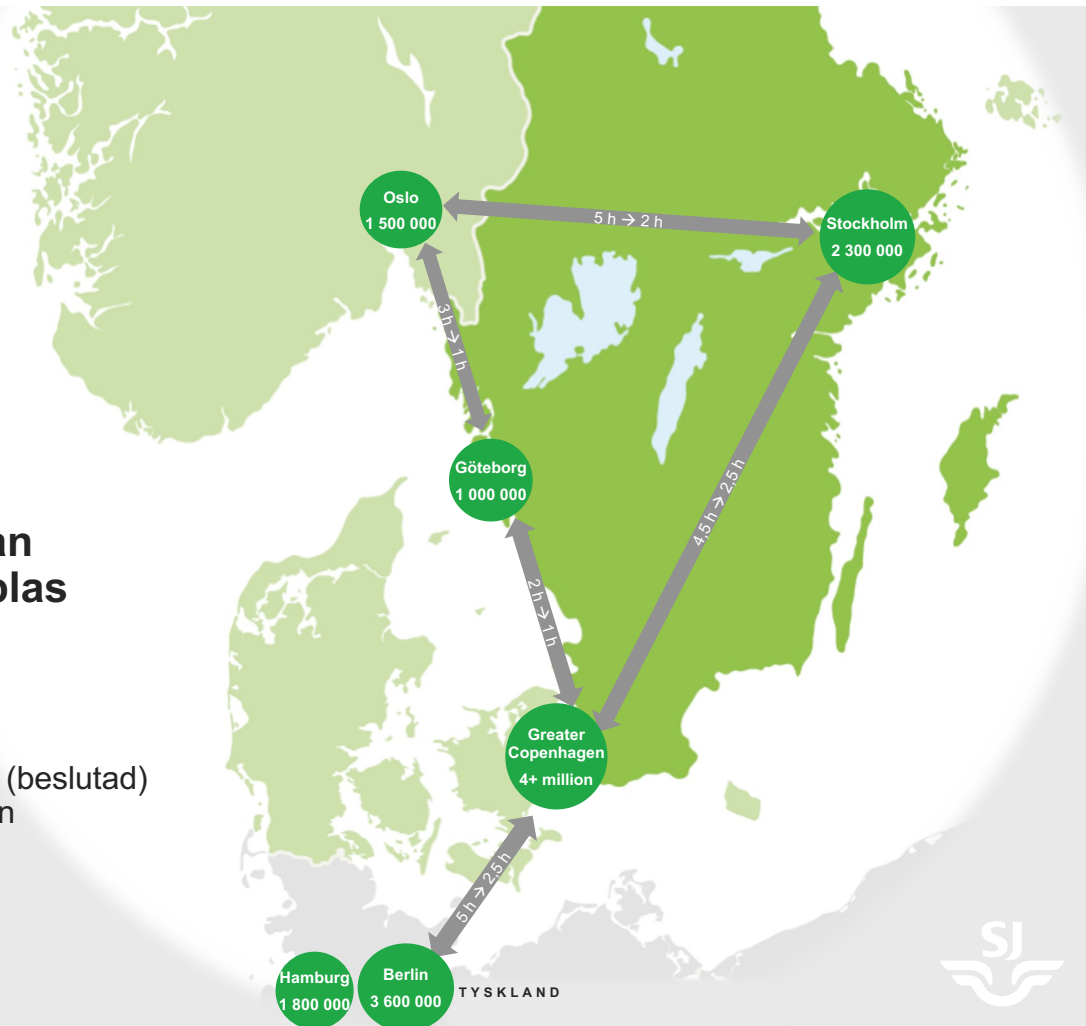 Oslo
1 500 000
5 h → 2 h
Stockholm
2 300 000
3 h → 1 h
Göteborg
1 000 000
4,5 h → 2,5 h
an
olas
2 h → 1 h
Greater
Copenhagen
4+ million
(beslutad)
n
5 h → 2,5 h
Hamburg
1 800 000
Berlin
3 600 000
TYSKLAND
SJ